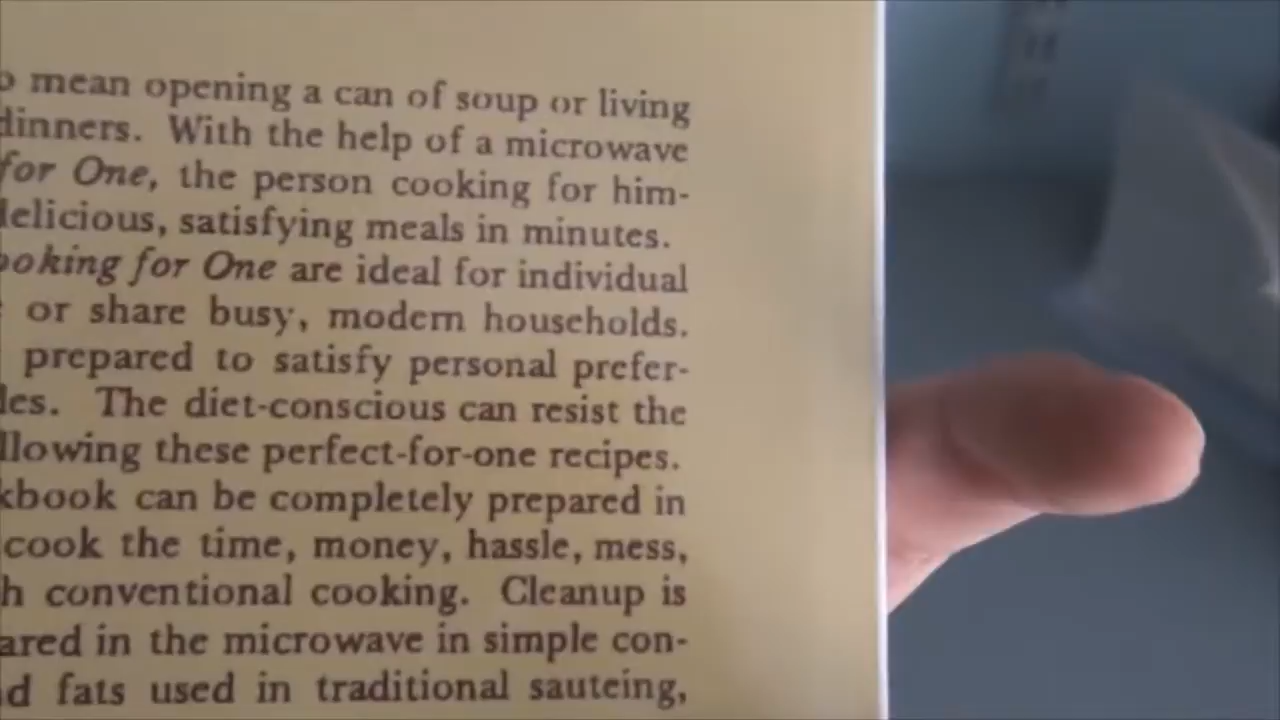 o mean opening a can of soup or living
dinners. With the help of a microwave
for One, the person cooking for him-
delicious, satisfying meals in minutes.
ooking for One are ideal for individual
or share busy, modern households.
prepared to satisfy personal prefer-
les. The diet-conscious can resist the
llowing these perfect-for-one recipes.
kbook can be completely prepared in
cook the time, money, hassle, mess,
h conventional cooking. Cleanup is
ared in the microwave in simple con-
d fats used in traditional sauteing,